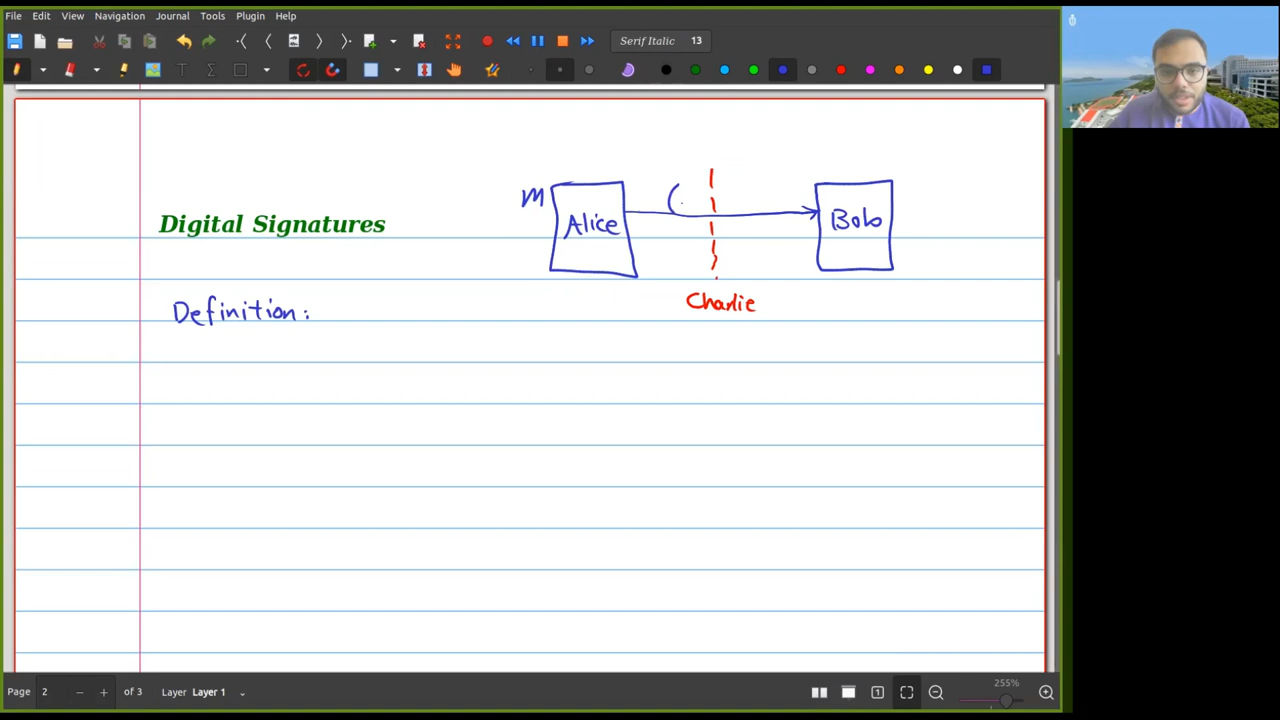 File Edit View Navigation Journal Tools Plugin Help
Serif Italic 13
m
Alice
(
Bob
Digital Signatures
Charlie
Definition:
Page 2 of 3 Layer Layer 1
255%